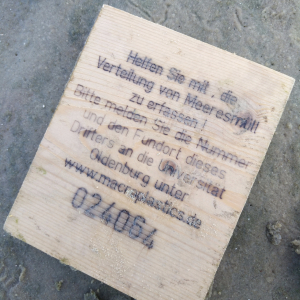 Helfen Sie mit, die
Verteilung von Meeresmüll
zu erfassen!
Bitte melden Sie die Nummer
und den Fundort dieses
Drifters an die Universität
Oldenburg unter
www.macroplastics.de
024064